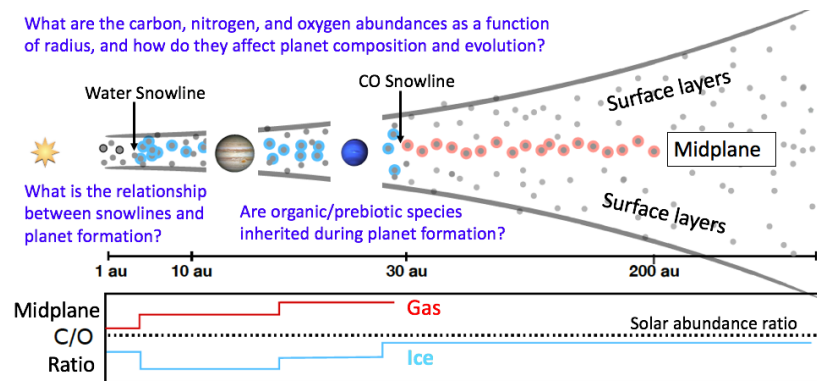 What are the carbon, nitrogen, and oxygen abundances as a function
of radius, and how do they affect planet composition and evolution?
CO Snowline
Water Snowline
Surface layers
Midplane
What is the relationship
between snowlines and
planet formation?
Are organic/prebiotic species
inherited during planet formation?
Surface layers
1 au
10 au
30 au
200 au
Midplane
C/O
Ratio
Gas
Solar abundance ratio
Ice